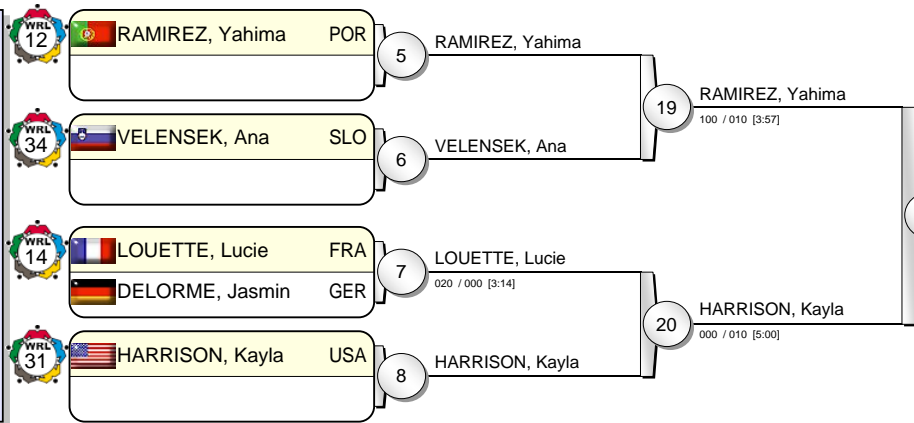 WRL
12
RAMIREZ, Yahima POR
5
RAMIREZ, Yahima
WRL
34
VELENSEK, Ana SLO
6
VELENSEK, Ana
19
RAMIREZ, Yahima
100 / 010 [3:57]
WRL
14
LOUETTE, Lucie FRA
DELORME, Jasmin GER
7
LOUETTE, Lucie
020 / 000 [3:14]
WRL
31
HARRISON, Kayla USA
8
HARRISON, Kayla
20
HARRISON, Kayla
000 / 010 [5:00]